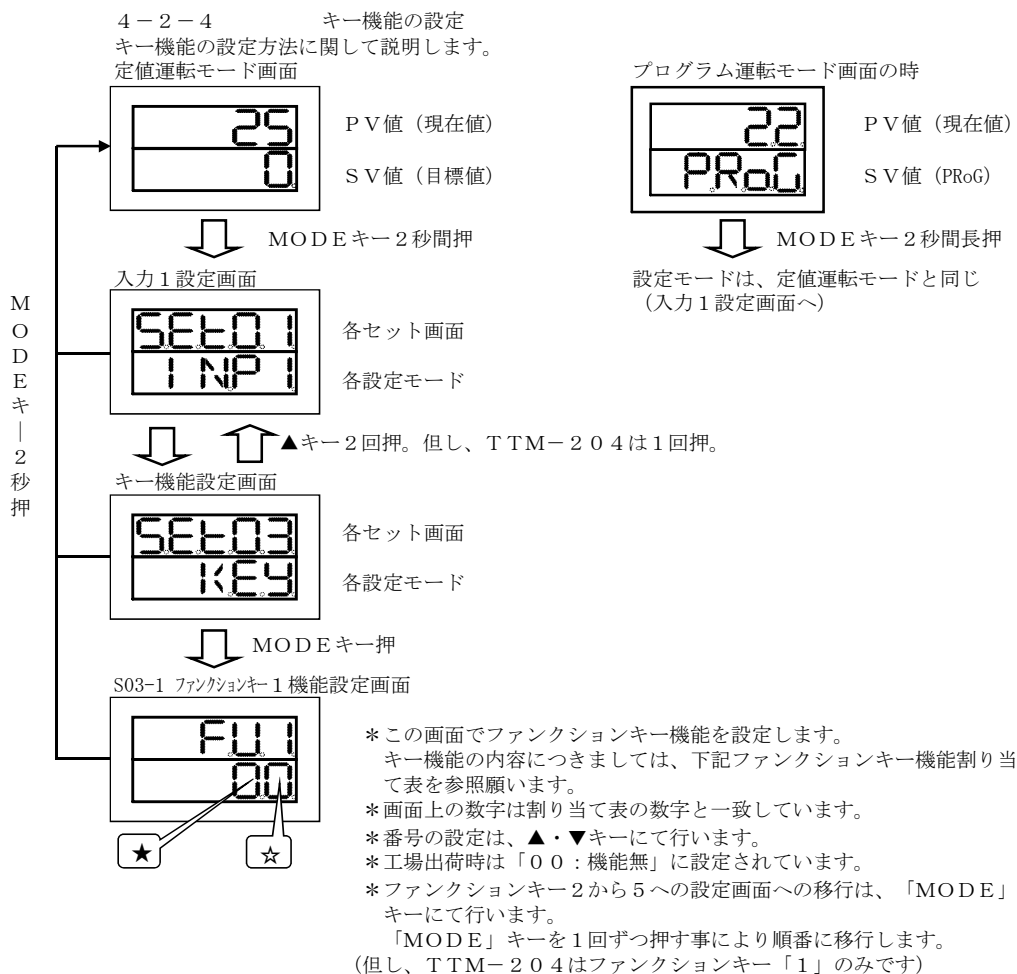 4-2-4 キー機能の設定
キー機能の設定方法に関して説明します。
定値運転モード画面
25
PV値(現在値)
0
SV値(目標値)
MODEキー2秒間押
プログラム運転モード画面の時
22
PV値(現在値)
PRoG
SV値(PRoG)
MODEキー2秒間長押
設定モードは、定値運転モードと同じ
(入力1設定画面へ)
MODEキー2秒押
入力1設定画面
SEt01
各セット画面
INP1
各設定モード
▲キー2回押。但し、TTM-204は1回押。
キー機能設定画面
SEt03
各セット画面
KEY
各設定モード
MODEキー押
S03-1 ファンクションキー1機能設定画面
FU1
00
★
☆
*この画面でファンクションキー機能を設定します。
キー機能の内容につきましては、下記ファンクションキー機能割り当
て表を参照願います。
*画面上の数字は割り当て表の数字と一致しています。
*番号の設定は、▲・▼キーにて行います。
*工場出荷時は「00:機能無」に設定されています。
*ファンクションキー2から5への設定画面への移行は、「MODE」
キーにて行います。
「MODE」キーを1回ずつ押す事により順番に移行します。
(但し、TTM-204はファンクションキー「1」のみです)